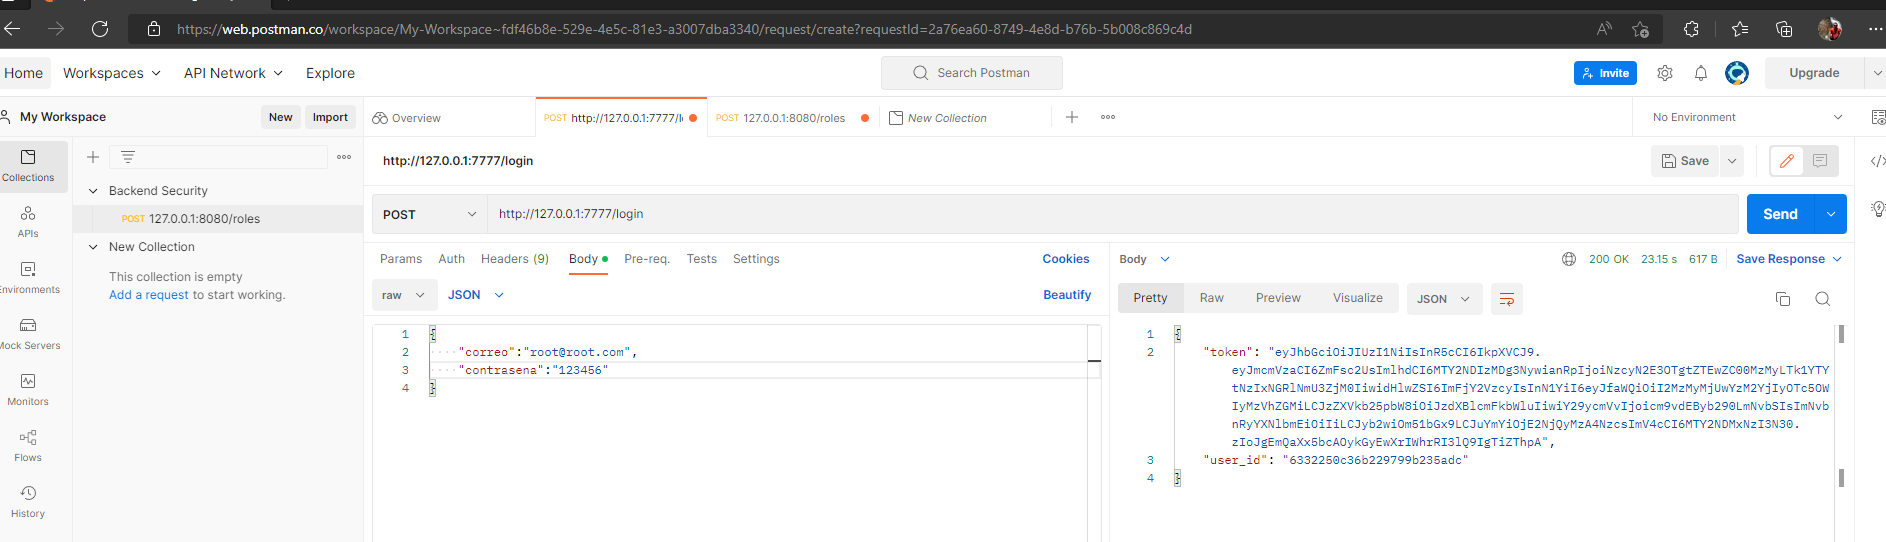 https://web.postman.co/workspace/My-Workspace~fdf46b8e-529e-4e5c-81e3-a3007dba3340/request/create?requestId=2a76ea60-8749-4e8d-b76b-5b008c869c4d
Home Workspaces API Network Explore Search Postman Invite Upgrade
My Workspace New Import Overview POST http://127.0.0.1:7777/l POST 127.0.0.1:8080/roles New Collection No Environment
http://127.0.0.1:7777/login Save
Collections
Backend Security
POST 127.0.0.1:8080/roles
POST http://127.0.0.1:7777/login Send
APIs
New Collection
This collection is empty
Add a request to start working.
Params Auth Headers (9) Body Pre-req. Tests Settings Cookies
Body 200 OK 23.15 s 617 B Save Response
raw JSON Beautify
Pretty Raw Preview Visualize JSON
Environments
Mock Servers
Monitors
Flows
History
1 {
2 "correo":"root@root.com",
3 "contrasena":"123456"
4 }
1 {
2 "token": "eyJhbGciOiJIUzI1NiIsInR5cCI6IkpXVCJ9.
3 "user_id": "6332250c36b229799b235adc"
4 }